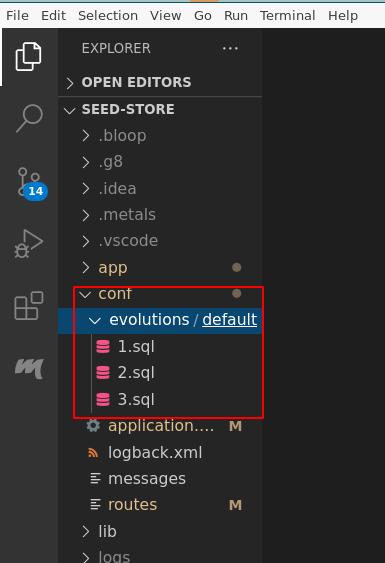 File Edit Selection View Go Run Terminal Help
EXPLORER ...
OPEN EDITORS
SEED-STORE
.bloop
.g8
.idea
14
.metals
.vscode
app
conf
evolutions / default
1.sql
2.sql
3.sql
application.... M
logback.xml
messages
routes M
lib
logs